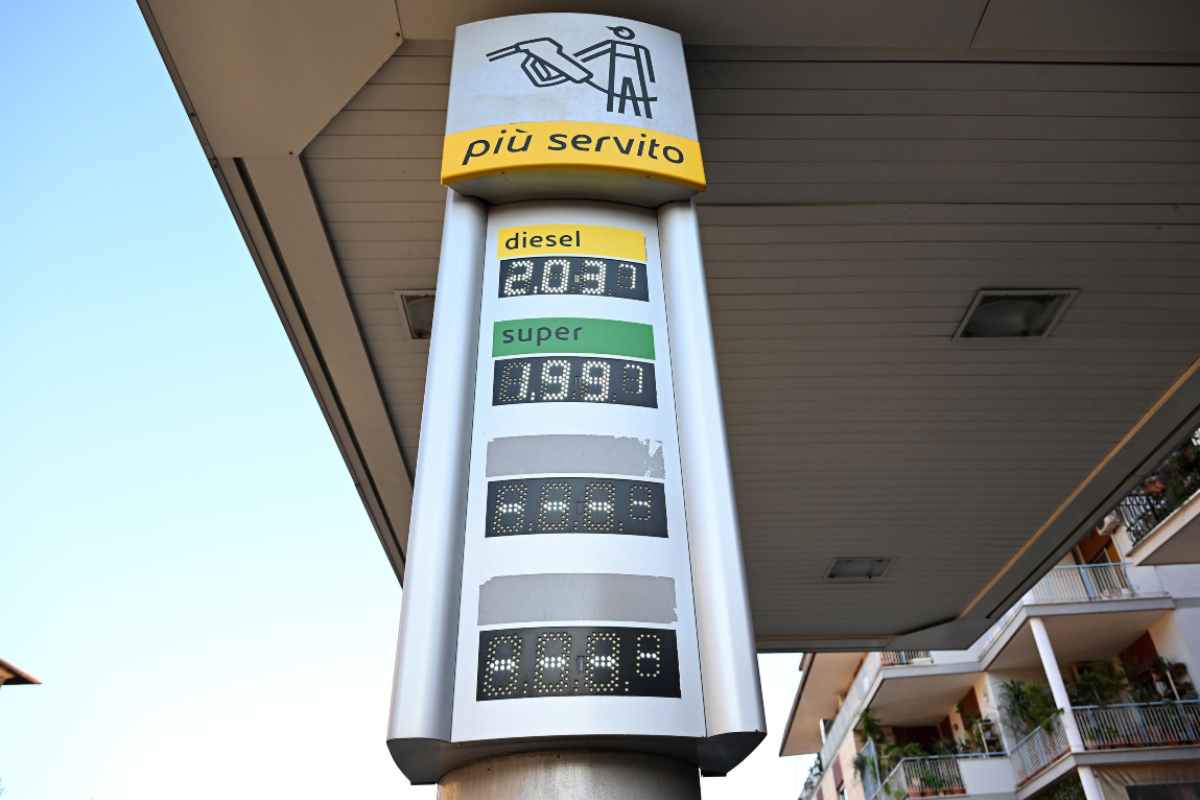 più servito
diesel
2.037
super
1.997
----
----